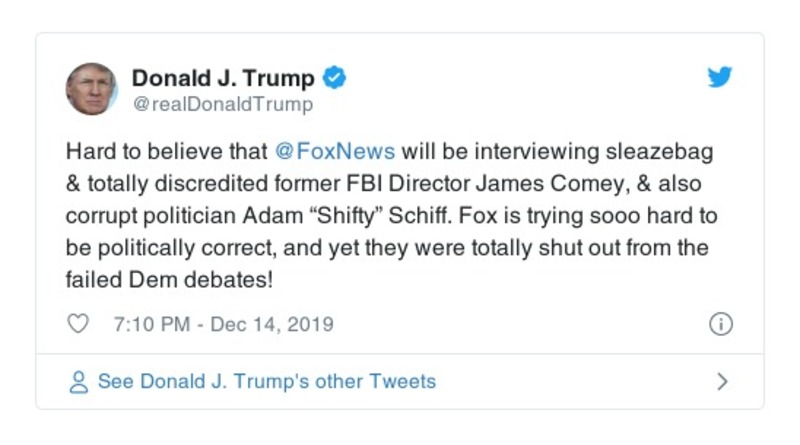 Donald J. Trump
@realDonaldTrump
Hard to believe that @FoxNews will be interviewing sleazebag
& totally discredited former FBI Director James Comey, & also
corrupt politician Adam “Shifty” Schiff. Fox is trying sooo hard to
be politically correct, and yet they were totally shut out from the
failed Dem debates!
7:10 PM - Dec 14, 2019
See Donald J. Trump's other Tweets